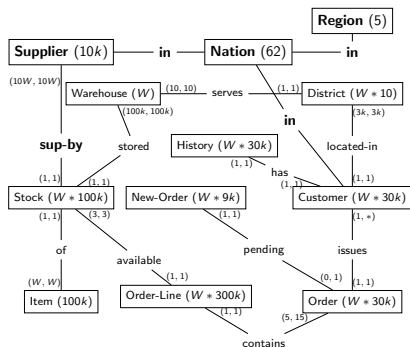 Region (5)
Supplier (10k) in Nation (62) in
(10W, 10W)
Warehouse (W) (10, 10) serves (1, 1) District (W * 10)
(100k, 100k) (3k, 3k)
in
sup-by stored History (W * 30k) located-in
(1, 1) has
(1, 1) (1, 1) (1, 1) (1, 1)
Stock (W * 100k) New-Order (W * 9k) Customer (W * 30k)
(1, 1) (3, 3) (1, 1) (1, *)
of available pending issues
(W, W) (1, 1) (0, 1) (1, 1)
Item (100k) Order-Line (W * 300k) Order (W * 30k)
(1, 1) (5, 15)
contains